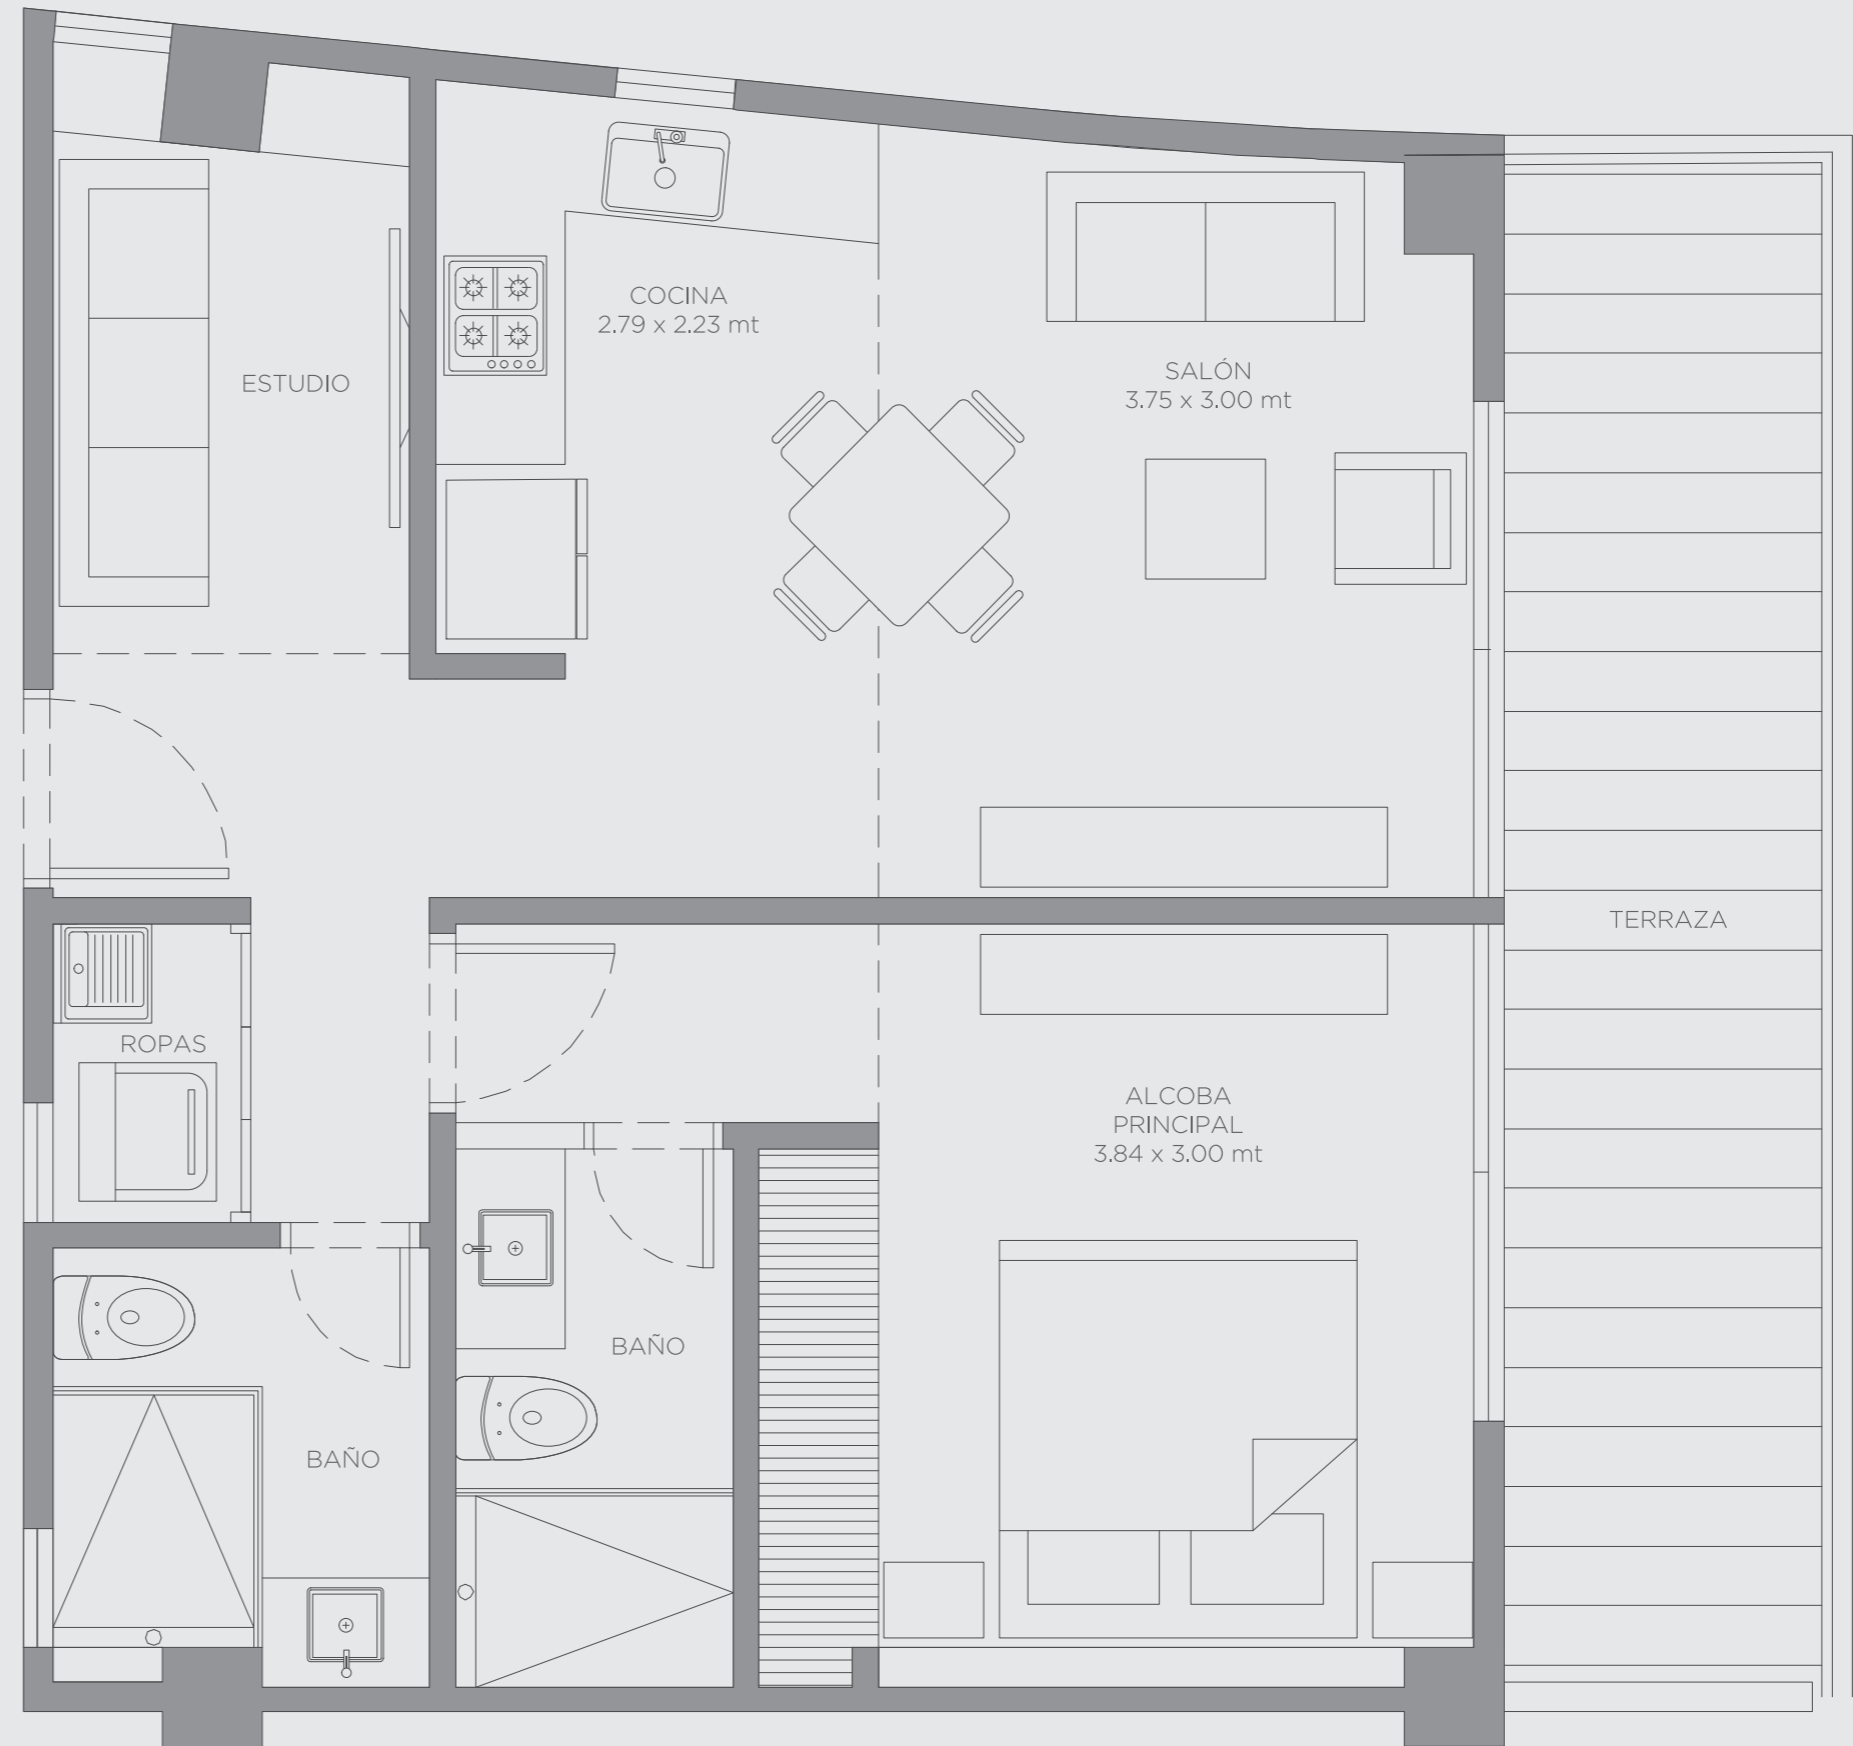 COCINA
2.79 x 2.23 mt
ESTUDIO
SALÓN
3.75 x 3.00 mt
TERRAZA
ROPAS
ALCOBA
PRINCIPAL
3.84 x 3.00 mt
BAÑO
BAÑO